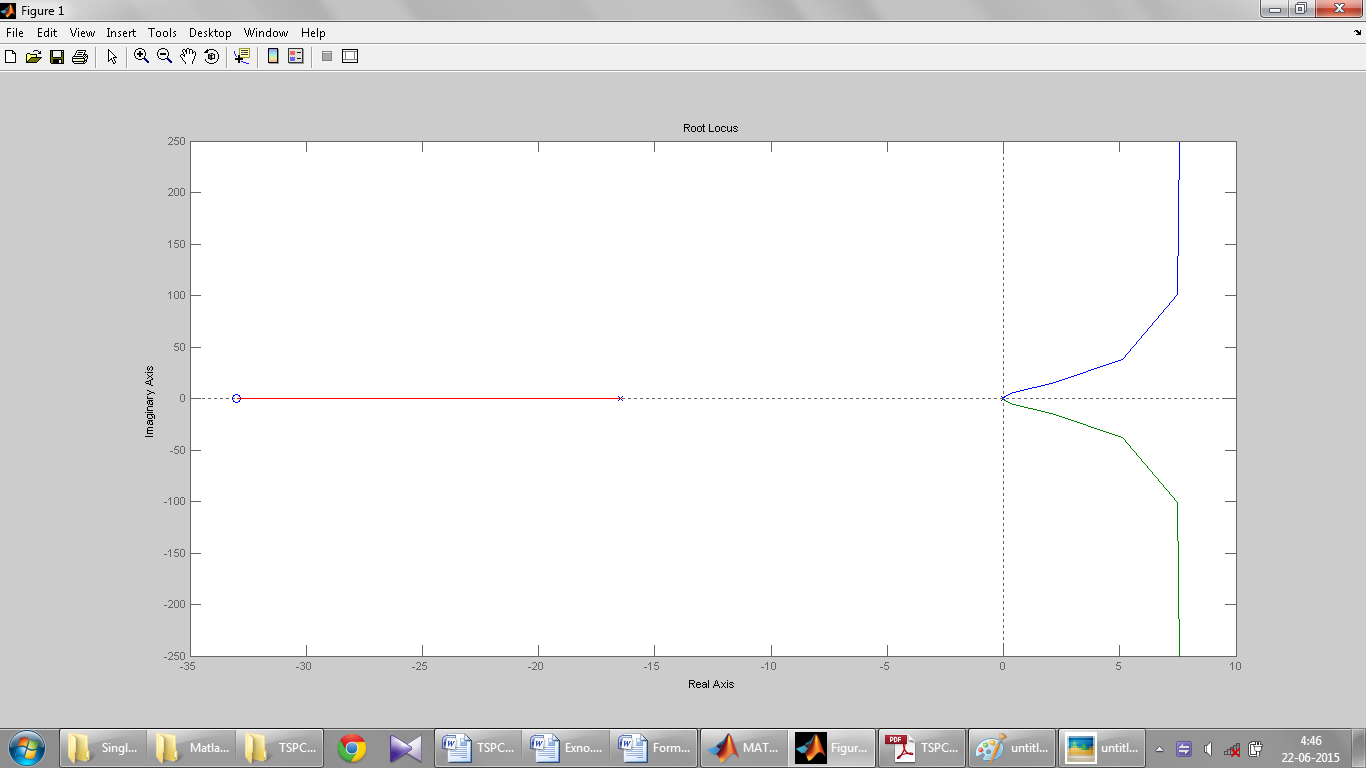 Figure 1
File Edit View Insert Tools Desktop Window Help
Root Locus
250
200
150
100
50
0
-50
-100
-150
-200
-250
Imaginary Axis
-35 -30 -25 -20 -15 -10 -5 0 5 10
Real Axis
Singl... Matla... TSPC... TSPC... Exno.... Form... MAT... Figur... PDF TSPC... untitl... untitl... 4:46
22-06-2015